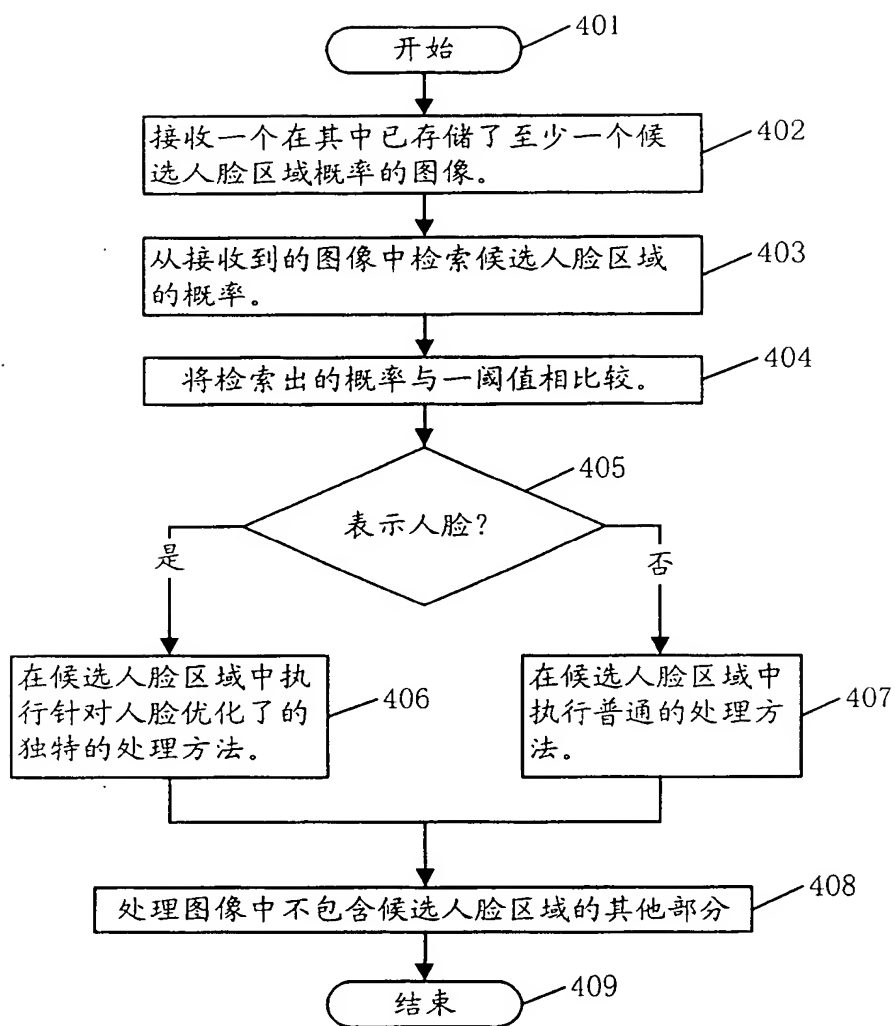 开始
401
接收一个在其中已存储了至少一个候
选人脸区域概率的图像。
402
从接收到的图像中检索候选人脸区域
的概率。
403
将检索出的概率与一阈值相比较。
404
表示人脸?
405
是
否
在候选人脸区域中执
行针对人脸优化了的
独特的处理方法。
406
在候选人脸区域中
执行普通的处理方
法。
407
处理图像中不包含候选人脸区域的其他部分
408
结束
409